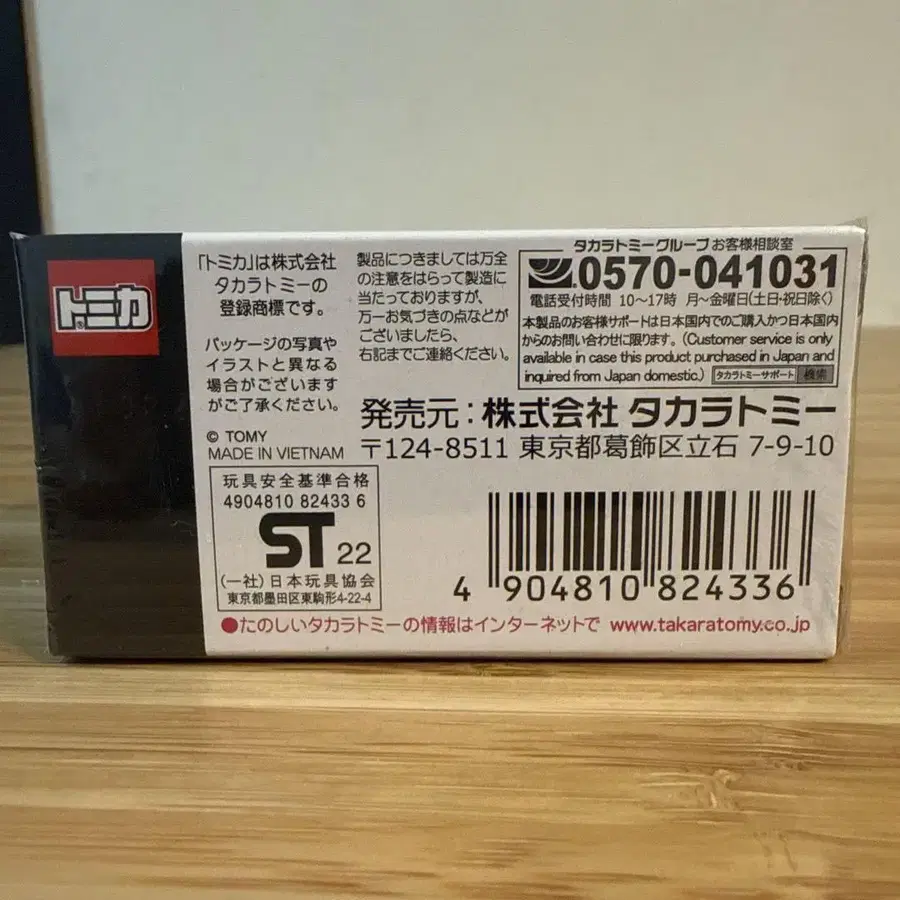 トミカ®
「トミカ」は株式会社
タカラトミーの
登録商標です。
パッケージの写真や
イラストと異なる
場合がございます
がご了承ください。
© TOMY
MADE IN VIETNAM
製品につきましては万全
の注意をはらって製造に
当たっておりますが、
万一お気づきの点などが
ございましたら、
右記までご連絡ください。
タカラトミーグループ お客様相談室
0570-041031
電話受付時間 10〜17時 月〜金曜日(土日・祝日除く)
本製品のお客様サポートは日本国内でのご購入かつ日本国内
からのお問い合わせに限ります。(Customer service is only
available in case this product purchased in Japan and
inquired from Japan domestic.) タカラトミーサポート 検索
発売元:株式会社 タカラトミー
〒124-8511 東京都葛飾区立石 7-9-10
玩具安全基準合格
4904810 82433 6
ST 22
(一社)日本玩具協会
東京都墨田区東駒形4-22-4
4 904810 824336
●たのしいタカラトミーの情報はインターネットで www.takaratomy.co.jp